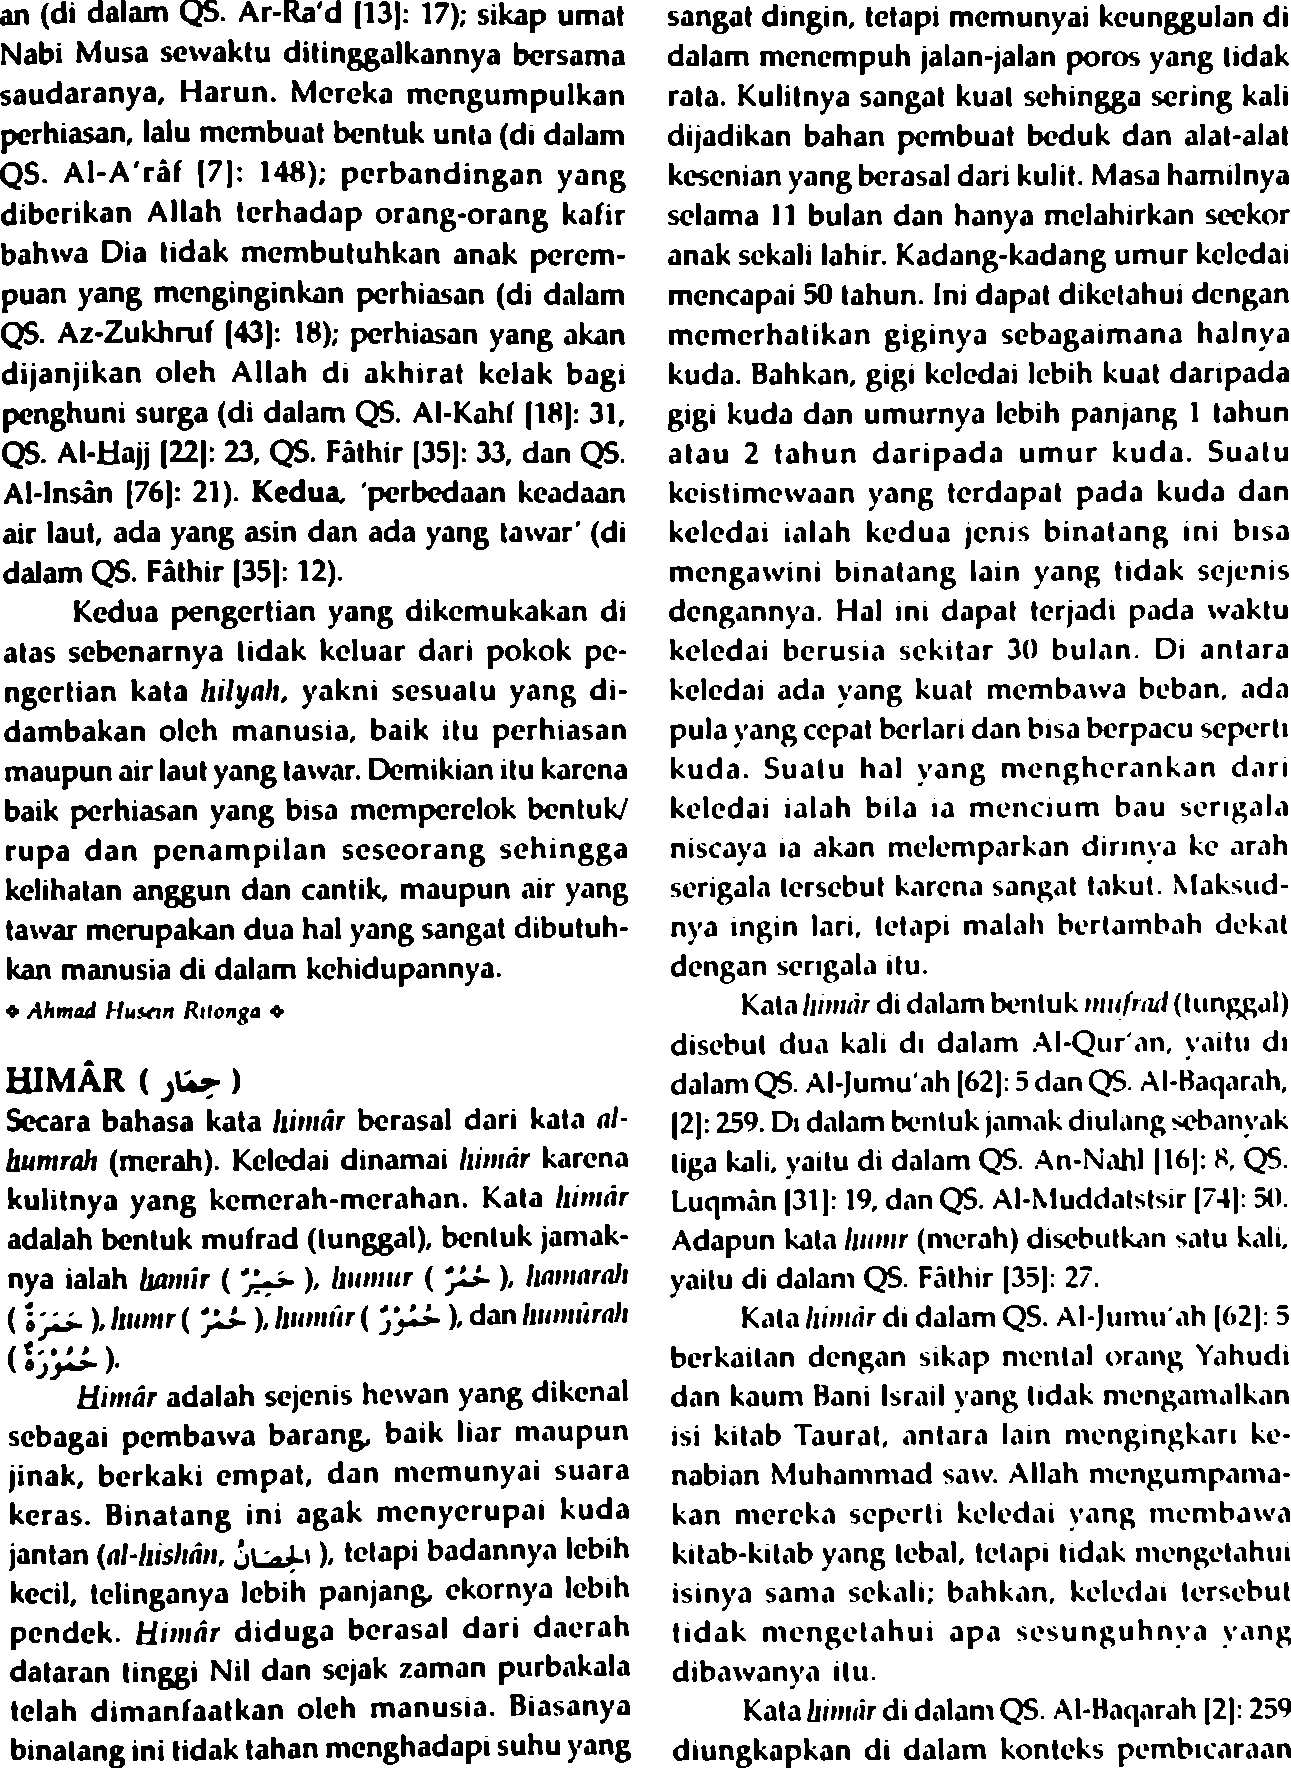 an (di dalam QS. Ar-Ra'd [13]: 17); sikap umat
Nabi Musa sewaktu ditinggalkannya bersama
saudaranya, Harun. Mereka mengumpulkan
perhiasan, lalu membuat bentuk unta (di dalam
QS. Al-A'râf [7]: 148); perbandingan yang
diberikan Allah terhadap orang-orang kafir
bahwa Dia tidak membutuhkan anak perem-
puan yang menginginkan perhiasan (di dalam
QS. Az-Zukhruf [43]: 18); perhiasan yang akan
dijanjikan oleh Allah di akhirat kelak bagi
penghuni surga (di dalam QS. Al-Kahf [18]: 31,
QS. Al-Hajj [22]: 23, QS. Fâthir [35]: 33, dan QS.
Al-Insân [76]: 21). Kedua, 'perbedaan keadaan
air laut, ada yang asin dan ada yang tawar' (di
dalam QS. Fâthir [35]: 12).
Kedua pengertian yang dikemukakan di
atas sebenarnya tidak keluar dari pokok pe-
ngertian kata hilyah, yakni sesuatu yang di-
dambakan oleh manusia, baik itu perhiasan
maupun air laut yang tawar. Demikian itu karena
baik perhiasan yang bisa memperelok bentuk/
rupa dan penampilan seseorang sehingga
kelihatan anggun dan cantik, maupun air yang
tawar merupakan dua hal yang sangat dibutuh-
kan manusia di dalam kehidupannya.
❖ Ahmad Husein Ritonga ❖
HIMÂR ( حِمَار )
Secara bahasa kata himâr berasal dari kata al-
humrah (merah). Keledai dinamai himâr karena
kulitnya yang kemerah-merahan. Kata himâr
adalah bentuk mufrad (tunggal), bentuk jamak-
nya ialah hamîr ( حَمِيْرٌ ), humur ( حُمُرٌ ), hamarah
( حَمَرَةٌ ), humr ( حُمْرٌ ), humûr ( حُمُوْرٌ ), dan humûrah
( حُمُوْرَةٌ ).
Himâr adalah sejenis hewan yang dikenal
sebagai pembawa barang, baik liar maupun
jinak, berkaki empat, dan memunyai suara
keras. Binatang ini agak menyerupai kuda
jantan (al-hishân, الحِصَانُ ), tetapi badannya lebih
kecil, telinganya lebih panjang, ekornya lebih
pendek. Himâr diduga berasal dari daerah
dataran tinggi Nil dan sejak zaman purbakala
telah dimanfaatkan oleh manusia. Biasanya
binatang ini tidak tahan menghadapi suhu yang
sangat dingin, tetapi memunyai keunggulan di
dalam menempuh jalan-jalan poros yang tidak
rata. Kulitnya sangat kuat sehingga sering kali
dijadikan bahan pembuat beduk dan alat-alat
kesenian yang berasal dari kulit. Masa hamilnya
selama 11 bulan dan hanya melahirkan seekor
anak sekali lahir. Kadang-kadang umur keledai
mencapai 50 tahun. Ini dapat diketahui dengan
memerhatikan giginya sebagaimana halnya
kuda. Bahkan, gigi keledai lebih kuat daripada
gigi kuda dan umurnya lebih panjang 1 tahun
atau 2 tahun daripada umur kuda. Suatu
keistimewaan yang terdapat pada kuda dan
keledai ialah kedua jenis binatang ini bisa
mengawini binatang lain yang tidak sejenis
dengannya. Hal ini dapat terjadi pada waktu
keledai berusia sekitar 30 bulan. Di antara
keledai ada yang kuat membawa beban, ada
pula yang cepat berlari dan bisa berpacu seperti
kuda. Suatu hal yang mengherankan dari
keledai ialah bila ia mencium bau serigala
niscaya ia akan melemparkan dirinya ke arah
serigala tersebut karena sangat takut. Maksud-
nya ingin lari, tetapi malah bertambah dekat
dengan serigala itu.
Kata himâr di dalam bentuk mufrad (tunggal)
disebut dua kali di dalam Al-Qur'an, yaitu di
dalam QS. Al-Jumu'ah [62]: 5 dan QS. Al-Baqarah,
[2]: 259. Di dalam bentuk jamak diulang sebanyak
tiga kali, yaitu di dalam QS. An-Nahl [16]: 8, QS.
Luqmân [31]: 19, dan QS. Al-Muddatstsir [74]: 50.
Adapun kata humr (merah) disebutkan satu kali,
yaitu di dalam QS. Fâthir [35]: 27.
Kata himâr di dalam QS. Al-Jumu'ah [62]: 5
berkaitan dengan sikap mental orang Yahudi
dan kaum Bani Israil yang tidak mengamalkan
isi kitab Taurat, antara lain mengingkari ke-
nabian Muhammad saw. Allah mengumpama-
kan mereka seperti keledai yang membawa
kitab-kitab yang tebal, tetapi tidak mengetahui
isinya sama sekali; bahkan, keledai tersebut
tidak mengetahui apa sesunguhnya yang
dibawanya itu.
Kata himâr di dalam QS. Al-Baqarah [2]: 259
diungkapkan di dalam konteks pembicaraan